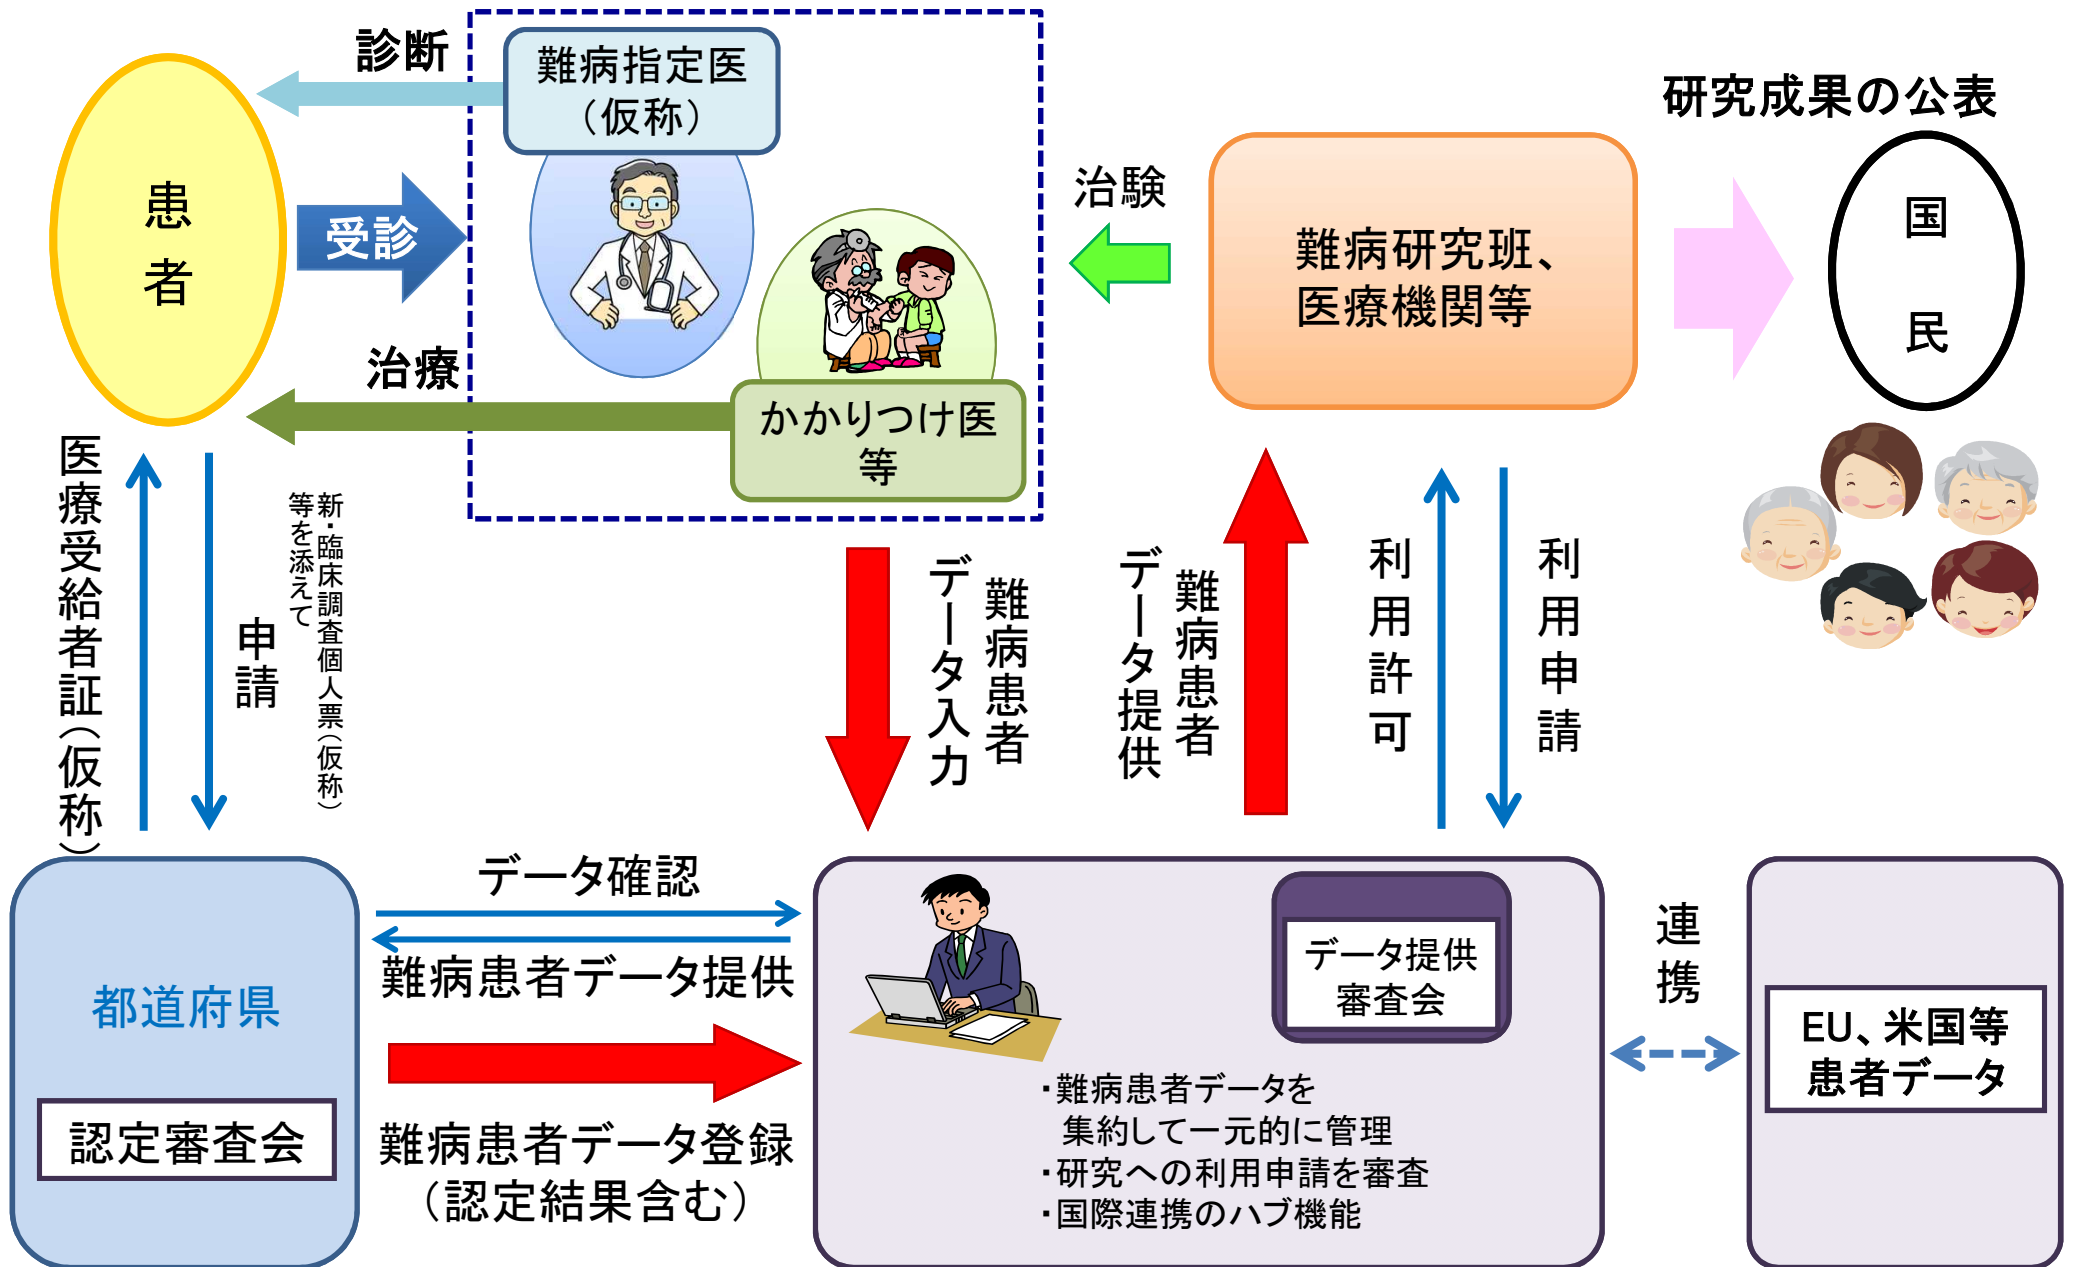 診断
難病指定医
（仮称）
研究成果の公表
患
者
受診
治験
難病研究班、
医療機関等
国
民
治療
かかりつけ医
等
医療受給者証（仮称）
申請
新・臨床調査個人票（仮称）
等を添えて
難病患者
データ入力
難病患者
データ提供
利用許可
利用申請
データ確認
難病患者データ提供
都道府県
認定審査会
難病患者データ登録
（認定結果含む）
データ提供
審査会
・難病患者データを
集約して一元的に管理
・研究への利用申請を審査
・国際連携のハブ機能
連携
EU、米国等
患者データ